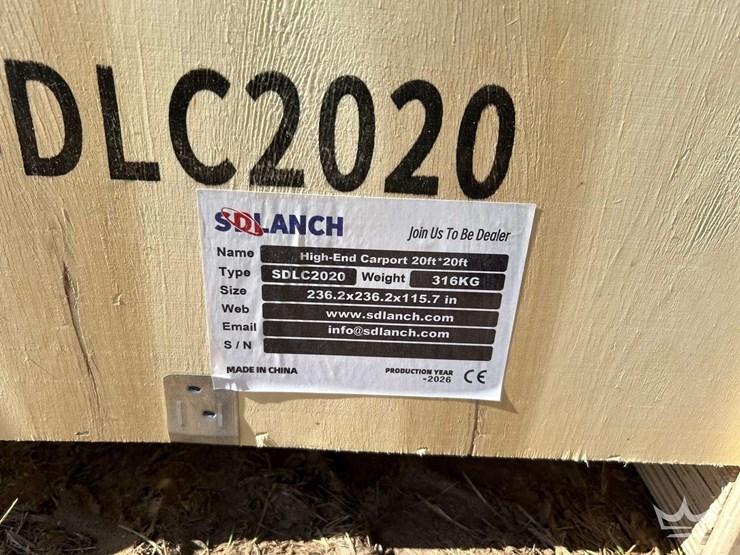 DLC2020
SDLANCH
Join Us To Be Dealer
Name High-End Carport 20ft*20ft
Type SDLC2020 Weight 316KG
Size 236.2x236.2x115.7 in
Web www.sdlanch.com
Email info@sdlanch.com
S / N
MADE IN CHINA
PRODUCTION YEAR
-2026 CE